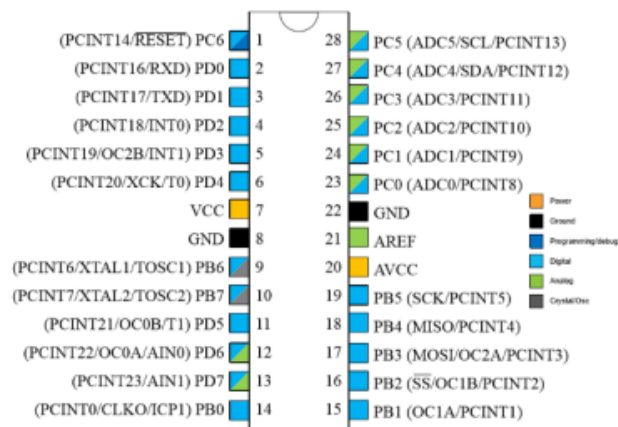 (PCINT14/RESET) PC6 1 28 PC5 (ADC5/SCL/PCINT13)
(PCINT16/RXD) PD0 2 27 PC4 (ADC4/SDA/PCINT12)
(PCINT17/TXD) PD1 3 26 PC3 (ADC3/PCINT11)
(PCINT18/INT0) PD2 4 25 PC2 (ADC2/PCINT10)
(PCINT19/OC2B/INT1) PD3 5 24 PC1 (ADC1/PCINT9)
(PCINT20/XCK/T0) PD4 6 23 PC0 (ADC0/PCINT8)
VCC 7 22 GND
GND 8 21 AREF
(PCINT6/XTAL1/TOSC1) PB6 9 20 AVCC
(PCINT7/XTAL2/TOSC2) PB7 10 19 PB5 (SCK/PCINT5)
(PCINT21/OC0B/T1) PD5 11 18 PB4 (MISO/PCINT4)
(PCINT22/OC0A/AIN0) PD6 12 17 PB3 (MOSI/OC2A/PCINT3)
(PCINT23/AIN1) PD7 13 16 PB2 (SS/OC1B/PCINT2)
(PCINT0/CLKO/ICP1) PB0 14 15 PB1 (OC1A/PCINT1)
Power
Ground
Programming/debug
Digital
Analog
Crystal/Osc